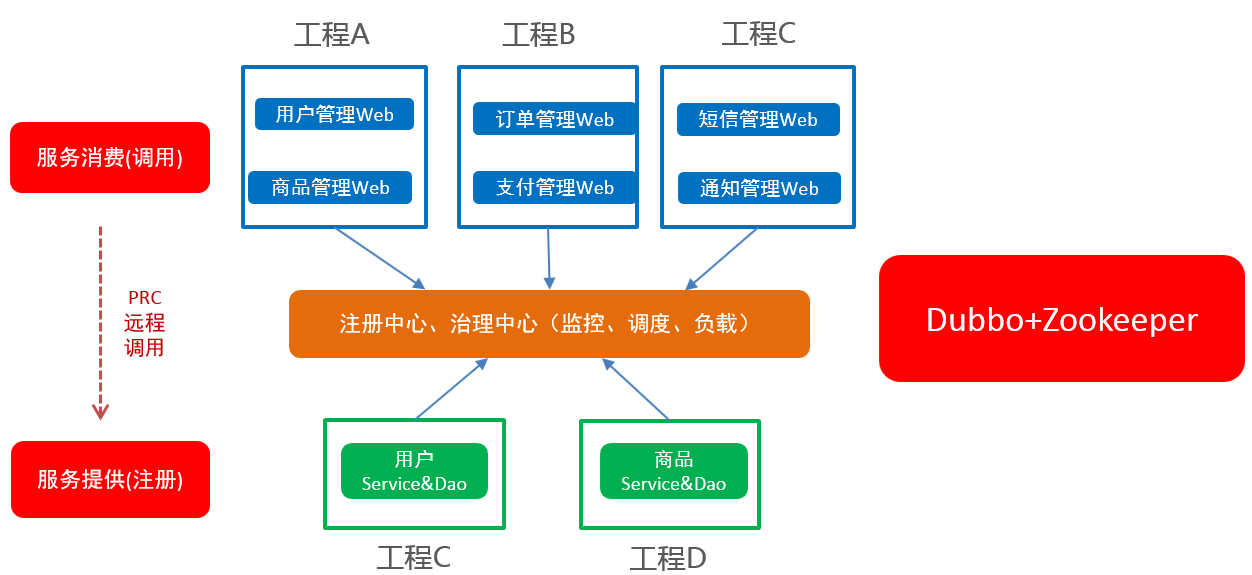 工程A
工程B
工程C
用户管理Web
订单管理Web
短信管理Web
服务消费(调用)
商品管理Web
支付管理Web
通知管理Web
PRC
远程
调用
注册中心、治理中心（监控、调度、负载）
Dubbo+Zookeeper
服务提供(注册)
用户
Service&Dao
商品
Service&Dao
工程C
工程D